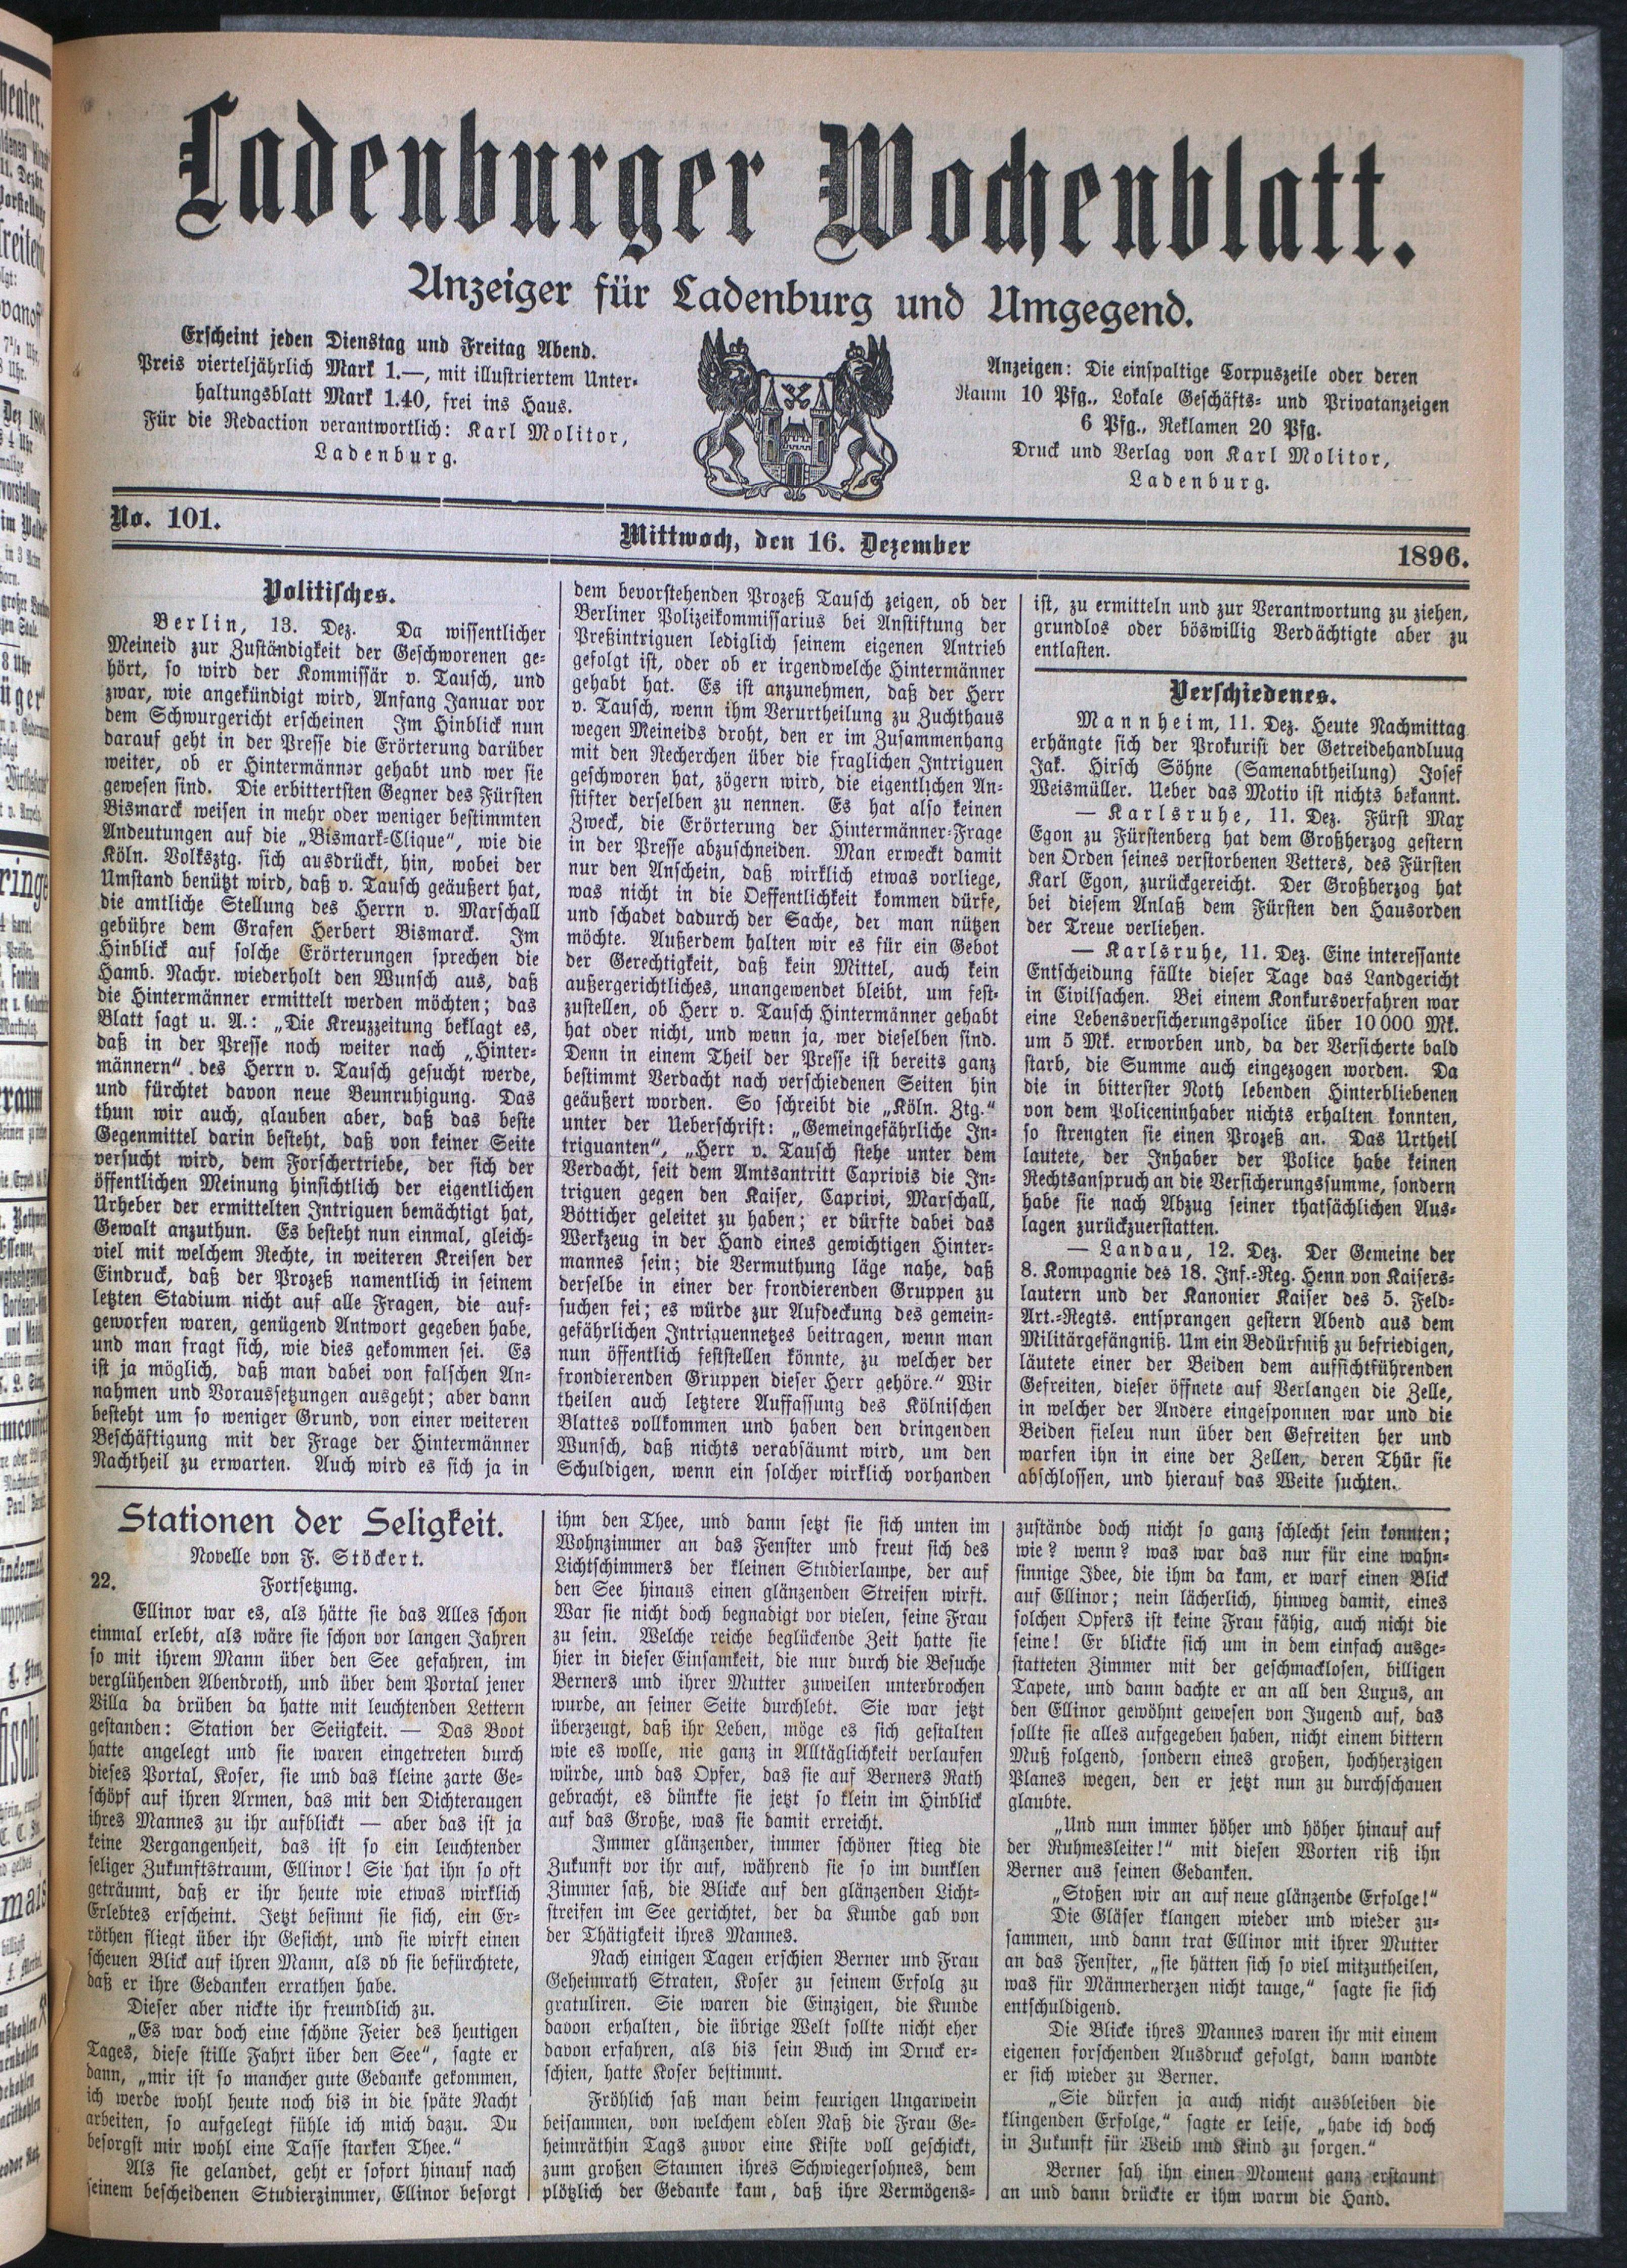 Ladenburger Wochenblatt.
Anzeiger für Ladenburg und Umgegend.
Erscheint jeden Dienstag und Freitag Abend.
Preis vierteljährlich Mark 1.—, mit illustriertem Unter-
haltungsblatt Mark 1.40, frei ins Haus.
Für die Redaction verantwortlich: Karl Molitor,
Ladenburg.
Anzeigen: Die einspaltige Corpuszeile oder deren
Raum 10 Pfg., Lokale Geschäfts- und Privatanzeigen
6 Pfg., Reklamen 20 Pfg.
Druck und Verlag von Karl Molitor,
Ladenburg.
No. 101.
Mittwoch, den 16. Dezember
1896.
Politisches.
Berlin, 13. Dez. Da wissentlicher
Meineid zur Zuständigkeit der Geschworenen ge-
hört, so wird der Kommissär v. Tausch, und
zwar, wie angekündigt wird, Anfang Januar vor
dem Schwurgericht erscheinen Im Hinblick nun
darauf geht in der Presse die Erörterung darüber
weiter, ob er Hintermänner gehabt und wer sie
gewesen sind. Die erbittertsten Gegner des Fürsten
Bismarck weisen in mehr oder weniger bestimmten
Andeutungen auf die „Bismark-Clique“, wie die
Köln. Volksztg. sich ausdrückt, hin, wobei der
Umstand benützt wird, daß v. Tausch geäußert hat,
die amtliche Stellung des Herrn v. Marschall
gebühre dem Grafen Herbert Bismarck. Im
Hinblick auf solche Erörterungen sprechen die
Hamb. Nachr. wiederholt den Wunsch aus, daß
die Hintermänner ermittelt werden möchten; das
Blatt sagt u. A.: „Die Kreuzzeitung beklagt es,
daß in der Presse noch weiter nach „Hinter-
männern“ des Herrn v. Tausch gesucht werde,
und fürchtet davon neue Beunruhigung. Das
thun wir auch, glauben aber, daß das beste
Gegenmittel darin besteht, daß von keiner Seite
versucht wird, dem Forschertriebe, der sich der
öffentlichen Meinung hinsichtlich der eigentlichen
Urheber der ermittelten Intriguen bemächtigt hat,
Gewalt anzuthun. Es besteht nun einmal, gleich-
viel mit welchem Rechte, in weiteren Kreisen der
Eindruck, daß der Prozeß namentlich in seinem
letzten Stadium nicht auf alle Fragen, die auf-
geworfen waren, genügend Antwort gegeben habe,
und man fragt sich, wie dies gekommen sei. Es
ist ja möglich, daß man dabei von falschen An-
nahmen und Voraussetzungen ausgeht; aber dann
besteht um so weniger Grund, von einer weiteren
Beschäftigung mit der Frage der Hintermänner
Nachtheil zu erwarten. Auch wird es sich ja in
dem bevorstehenden Prozeß Tausch zeigen, ob der
Berliner Polizeikommissarius bei Anstiftung der
Preßintriguen lediglich seinem eigenen Antrieb
gefolgt ist, oder ob er irgendwelche Hintermänner
gehabt hat. Es ist anzunehmen, daß der Herr
v. Tausch, wenn ihm Verurtheilung zu Zuchthaus
wegen Meineids droht, den er im Zusammenhang
mit den Recherchen über die fraglichen Intriguen
geschworen hat, zögern wird, die eigentlichen An-
stifter derselben zu nennen. Es hat also keinen
Zweck, die Erörterung der Hintermänner-Frage
in der Presse abzuschneiden. Man erweckt damit
nur den Anschein, daß wirklich etwas vorliege,
was nicht in die Oeffentlichkeit kommen dürfe,
und schadet dadurch der Sache, der man nützen
möchte. Außerdem halten wir es für ein Gebot
der Gerechtigkeit, daß kein Mittel, auch kein
außergerichtliches, unangewendet bleibt, um fest-
zustellen, ob Herr v. Tausch Hintermänner gehabt
hat oder nicht, und wenn ja, wer dieselben sind.
Denn in einem Theil der Presse ist bereits ganz
bestimmt Verdacht nach verschiedenen Seiten hin
geäußert worden. So schreibt die „Köln. Ztg.“
unter der Ueberschrift: „Gemeingefährliche In-
triguanten“, „Herr v. Tausch stehe unter dem
Verdacht, seit dem Amtsantritt Caprivis die In-
triguen gegen den Kaiser, Caprivi, Marschall,
Bötticher geleitet zu haben; er dürfte dabei das
Werkzeug in der Hand eines gewichtigen Hinter-
mannes sein; die Vermuthung läge nahe, daß
derselbe in einer der frondierenden Gruppen zu
suchen sei; es würde zur Aufdeckung des gemein-
gefährlichen Intriguennetzes beitragen, wenn man
nun öffentlich feststellen könnte, zu welcher der
frondierenden Gruppen dieser Herr gehöre.“ Wir
theilen auch letztere Auffassung des Kölnischen
Blattes vollkommen und haben den dringenden
Wunsch, daß nichts verabsäumt wird, um den
Schuldigen, wenn ein solcher wirklich vorhanden
ist, zu ermitteln und zur Verantwortung zu ziehen,
grundlos oder böswillig Verdächtigte aber zu
entlasten.
Verschiedenes.
Mannheim, 11. Dez. Heute Nachmittag
erhängte sich der Prokurist der Getreidehandluug
Jak. Hirsch Söhne (Samenabtheilung) Josef
Weismüller. Ueber das Motiv ist nichts bekannt.
— Karlsruhe, 11. Dez. Fürst Max
Egon zu Fürstenberg hat dem Großherzog gestern
den Orden seines verstorbenen Vetters, des Fürsten
Karl Egon, zurückgereicht. Der Großherzog hat
bei diesem Anlaß dem Fürsten den Hausorden
der Treue verliehen.
— Karlsruhe, 11. Dez. Eine interessante
Entscheidung fällte dieser Tage das Landgericht
in Civilsachen. Bei einem Konkursverfahren war
eine Lebensversicherungspolice über 10000 Mk.
um 5 Mk. erworben und, da der Versicherte bald
starb, die Summe auch eingezogen worden. Da
die in bitterster Noth lebenden Hinterbliebenen
von dem Policeninhaber nichts erhalten konnten,
so strengten sie einen Prozeß an. Das Urtheil
lautete, der Inhaber der Police habe keinen
Rechtsanspruch an die Versicherungssumme, sondern
habe sie nach Abzug seiner thatsächlichen Aus-
lagen zurückzuerstatten.
— Landau, 12. Dez. Der Gemeine der
8. Kompagnie des 18. Inf.-Reg. Henn von Kaisers-
lautern und der Kanonier Kaiser des 5. Feld-
Art.-Regts. entsprangen gestern Abend aus dem
Militärgefängniß. Um ein Bedürfniß zu befriedigen,
läutete einer der Beiden dem aufsichtführenden
Gefreiten, dieser öffnete auf Verlangen die Zelle,
in welcher der Andere eingesponnen war und die
Beiden fieleu nun über den Gefreiten her und
warfen ihn in eine der Zellen, deren Thür sie
abschlossen, und hierauf das Weite suchten.
Stationen der Seligkeit.
Novelle von F. Stöckert.
22.
Fortsetzung.
Ellinor war es, als hätte sie das Alles schon
einmal erlebt, als wäre sie schon vor langen Jahren
so mit ihrem Mann über den See gefahren, im
verglühenden Abendroth, und über dem Portal jener
Villa da drüben da hatte mit leuchtenden Lettern
gestanden: Station der Seiigkeit. — Das Boot
hatte angelegt und sie waren eingetreten durch
dieses Portal, Koser, sie und das kleine zarte Ge-
schöpf auf ihren Armen, das mit den Dichteraugen
ihres Mannes zu ihr aufblickt — aber das ist ja
keine Vergangenheit, das ist so ein leuchtender
seliger Zukunftstraum, Ellinor! Sie hat ihn so oft
geträumt, daß er ihr heute wie etwas wirklich
Erlebtes erscheint. Jetzt besinnt sie sich, ein Er-
röthen fliegt über ihr Gesicht, und sie wirft einen
scheuen Blick auf ihren Mann, als ob sie befürchtete,
daß er ihre Gedanken errathen habe.
Dieser aber nickte ihr freundlich zu.
„Es war doch eine schöne Feier des heutigen
Tages, diese stille Fahrt über den See“, sagte er
dann, „mir ist so mancher gute Gedanke gekommen,
ich werde wohl heute noch bis in die späte Nacht
arbeiten, so aufgelegt fühle ich mich dazu. Du
besorgst mir wohl eine Tasse starken Thee.“
Als sie gelandet, geht er sofort hinauf nach
seinem bescheidenen Studierzimmer, Ellinor besorgt
ihm den Thee, und dann setzt sie sich unten im
Wohnzimmer an das Fenster und freut sich des
Lichtschimmers der kleinen Studierlampe, der auf
den See hinaus einen glänzenden Streifen wirft.
War sie nicht doch begnadigt vor vielen, seine Frau
zu sein. Welche reiche beglückende Zeit hatte sie
hier in dieser Einsamkeit, die nur durch die Besuche
Berners und ihrer Mutter zuweilen unterbrochen
wurde, an seiner Seite durchlebt. Sie war jetzt
überzeugt, daß ihr Leben, möge es sich gestalten
wie es wolle, nie ganz in Alltäglichkeit verlaufen
würde, und das Opfer, das sie auf Berners Rath
gebracht, es dünkte sie jetzt so klein im Hinblick
auf das Große, was sie damit erreicht.
Immer glänzender, immer schöner stieg die
Zukunft vor ihr auf, während sie so im dunklen
Zimmer saß, die Blicke auf den glänzenden Licht-
streifen im See gerichtet, der da Kunde gab von
der Thätigkeit ihres Mannes.
Nach einigen Tagen erschien Berner und Frau
Geheimrath Straten, Koser zu seinem Erfolg zu
gratuliren. Sie waren die Einzigen, die Kunde
davon erhalten, die übrige Welt sollte nicht eher
davon erfahren, als bis sein Buch im Druck er-
schien, hatte Koser bestimmt.
Fröhlich saß man beim feurigen Ungarwein
beisammen, von welchem edlen Naß die Frau Ge-
heimräthin Tags zuvor eine Kiste voll geschickt,
zum großen Staunen ihres Schwiegersohnes, dem
plötzlich der Gedanke kam, daß ihre Vermögens-
zustände doch nicht so ganz schlecht sein konnten;
wie? wenn? was war das nur für eine wahn-
sinnige Idee, die ihm da kam, er warf einen Blick
auf Ellinor; nein lächerlich, hinweg damit, eines
solchen Opfers ist keine Frau fähig, auch nicht die
seine! Er blickte sich um in dem einfach ausge-
statteten Zimmer mit der geschmacklosen, billigen
Tapete, und dann dachte er an all den Luxus, an
den Ellinor gewöhnt gewesen von Jugend auf, das
sollte sie alles aufgegeben haben, nicht einem bittern
Muß folgend, sondern eines großen, hochherzigen
Planes wegen, den er jetzt nun zu durchschauen
glaubte.
„Und nun immer höher und höher hinauf auf
der Ruhmesleiter!“ mit diesen Worten riß ihn
Berner aus seinen Gedanken.
„Stoßen wir an auf neue glänzende Erfolge!“
Die Gläser klangen wieder und wieder zu-
sammen, und dann trat Ellinor mit ihrer Mutter
an das Fenster, „sie hätten sich so viel mitzutheilen,
was für Männerherzen nicht tauge,“ sagte sie sich
entschuldigend.
Die Blicke ihres Mannes waren ihr mit einem
eigenen forschenden Ausdruck gefolgt, dann wandte
er sich wieder zu Berner.
„Sie dürfen ja auch nicht ausbleiben die
klingenden Erfolge,“ sagte er leise, „habe ich doch
in Zukunft für Weib und Kind zu sorgen.“
Berner sah ihn einen Moment ganz erstaunt
an und dann drückte er ihm warm die Hand.